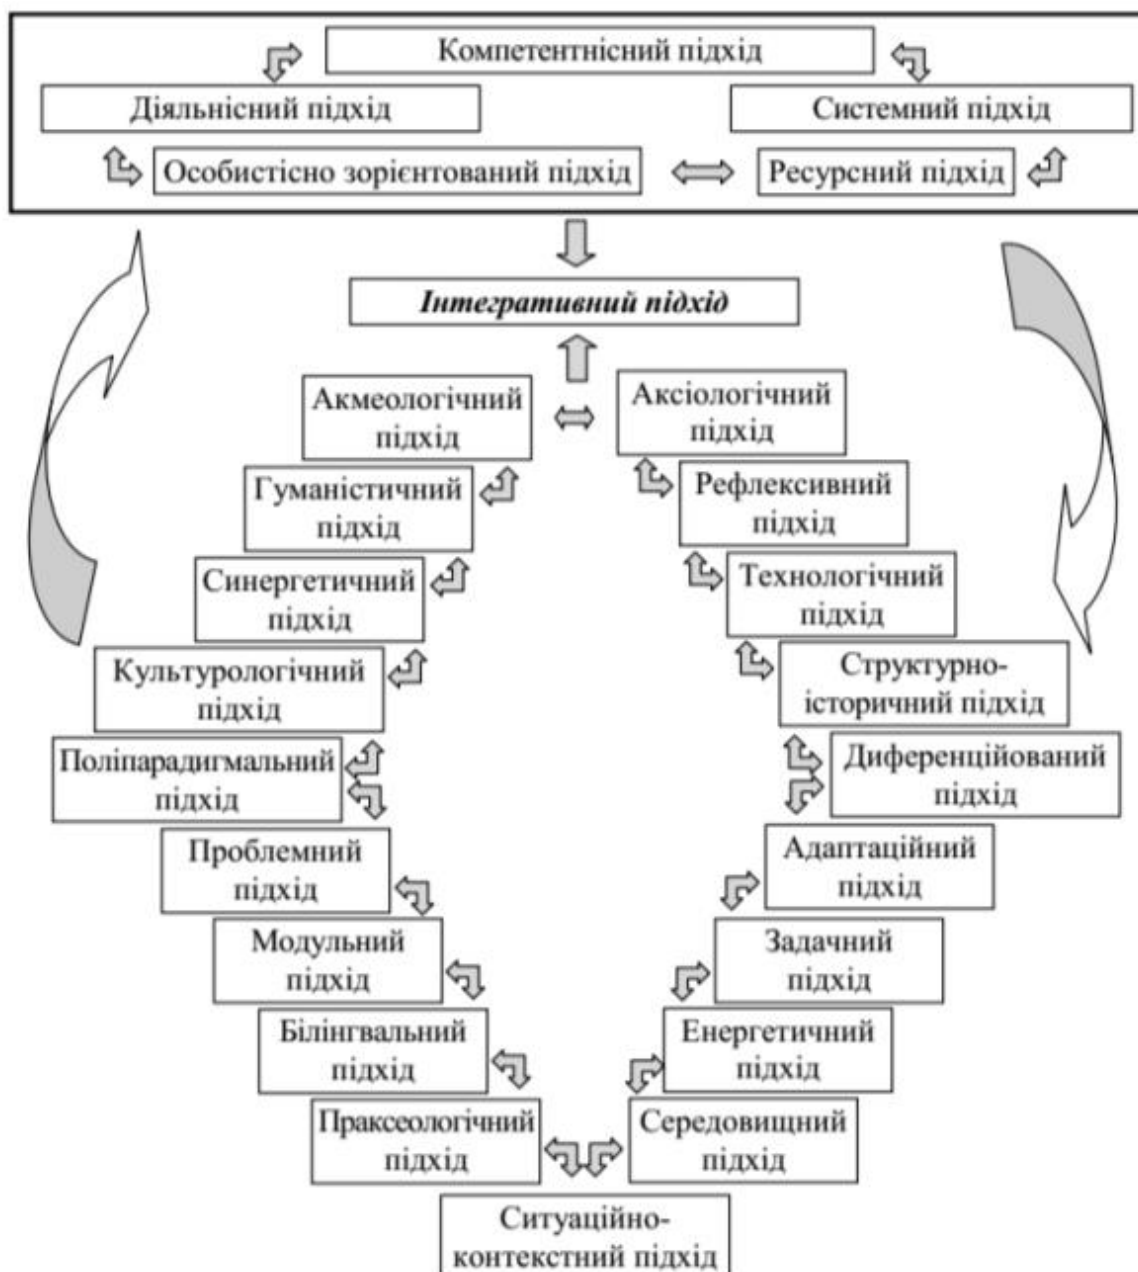 Компетентнісний підхід
Діяльнісний підхід
Системний підхід
Особистісно зорієнтований підхід
Ресурсний підхід
Інтегративний підхід
Акмеологічний
підхід
Аксіологічний
підхід
Гуманістичний
підхід
Рефлексивний
підхід
Синергетичний
підхід
Технологічний
підхід
Культурологічний
підхід
Структурно-
історичний підхід
Поліпарадигмальний
підхід
Диференційований
підхід
Проблемний
підхід
Адаптаційний
підхід
Модульний
підхід
Задачний
підхід
Білінгвальний
підхід
Енергетичний
підхід
Праксеологічний
підхід
Середовищний
підхід
Ситуаційно-
контекстний підхід